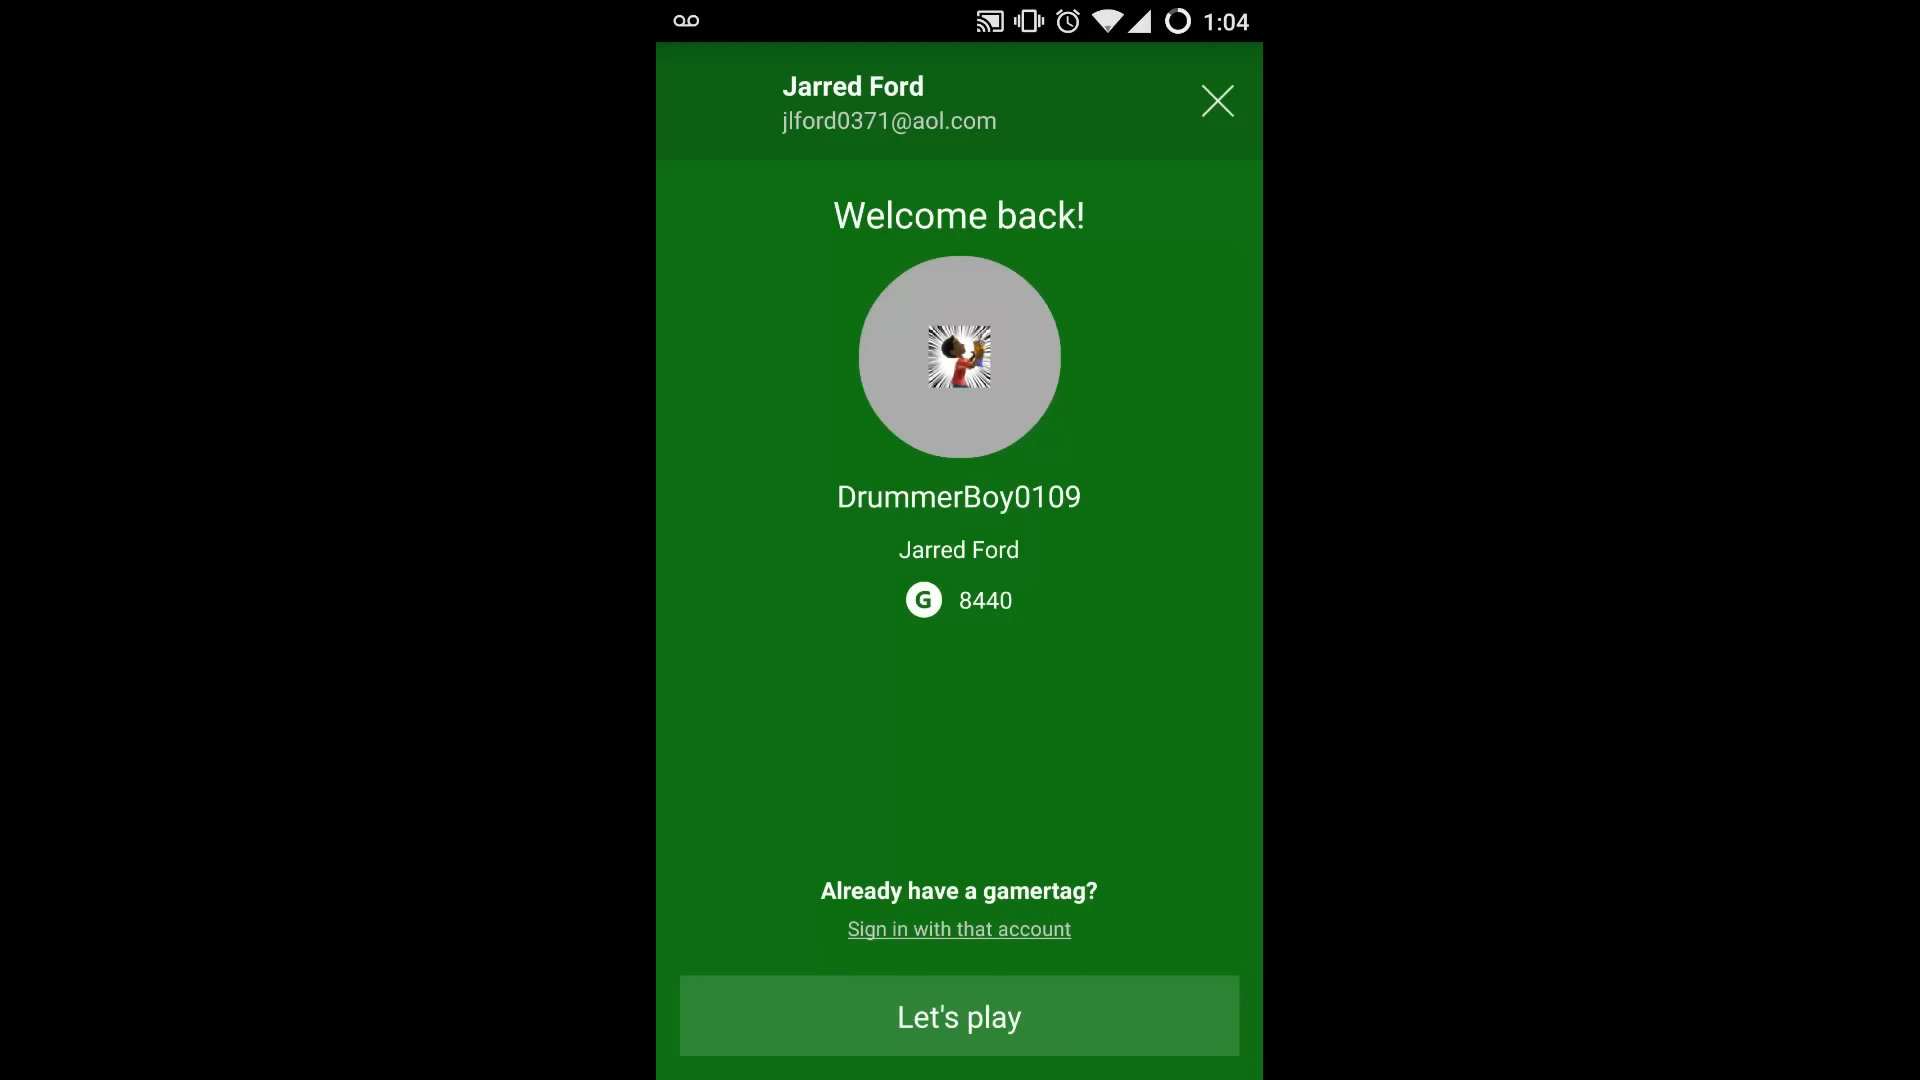 1:04
Jarred Ford
jlford0371@aol.com
Welcome back!
DrummerBoy0109
Jarred Ford
G 8440
Already have a gamertag?
Sign in with that account
Let's play